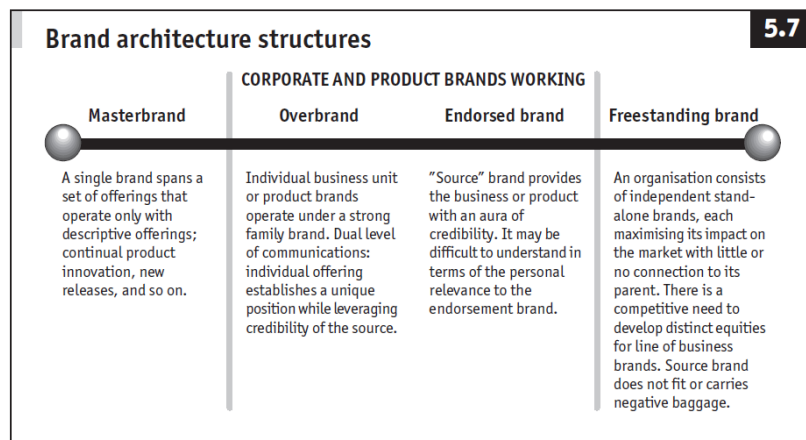 Brand architecture structures
5.7
CORPORATE AND PRODUCT BRANDS WORKING
Masterbrand
Overbrand
Endorsed brand
Freestanding brand
A single brand spans a
set of offerings that
operate only with
descriptive offerings;
continual product
innovation, new
releases, and so on.
Individual business unit
or product brands
operate under a strong
family brand. Dual level
of communications:
individual offering
establishes a unique
position while leveraging
credibility of the source.
"Source" brand provides
the business or product
with an aura of
credibility. It may be
difficult to understand in
terms of the personal
relevance to the
endorsement brand.
An organisation consists
of independent stand-
alone brands, each
maximising its impact on
the market with little or
no connection to its
parent. There is a
competitive need to
develop distinct equities
for line of business
brands. Source brand
does not fit or carries
negative baggage.